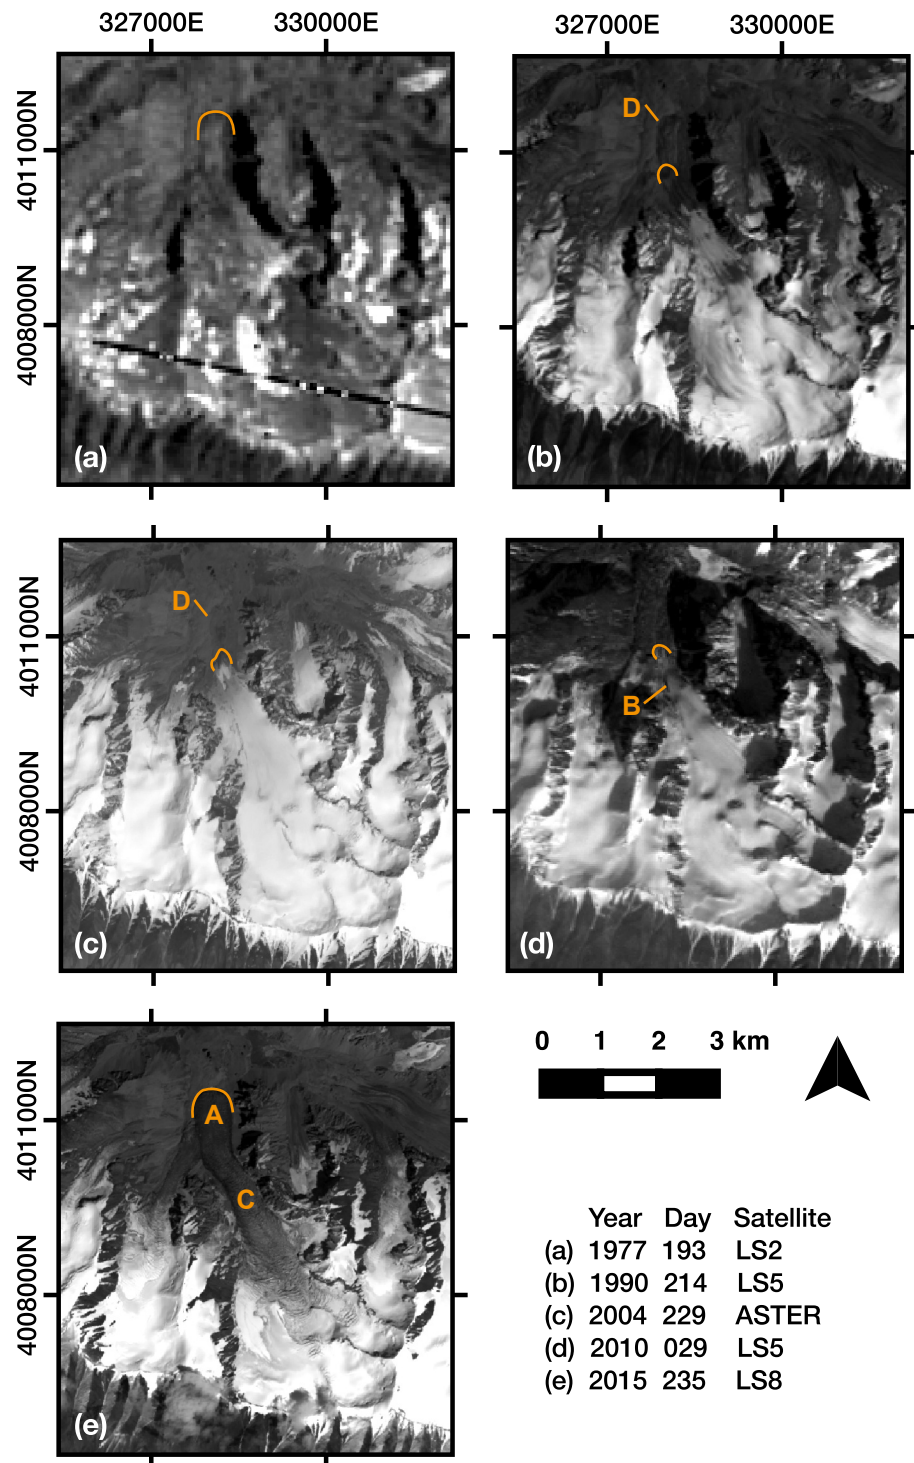 327000E 330000E 327000E 330000E
4011000N
4008000N
(a)
D
(b)
4011000N
4008000N
D
(c)
B
(d)
4011000N
4008000N
A
C
(e)
0 1 2 3 km
Year Day Satellite
(a) 1977 193 LS2
(b) 1990 214 LS5
(c) 2004 229 ASTER
(d) 2010 029 LS5
(e) 2015 235 LS8